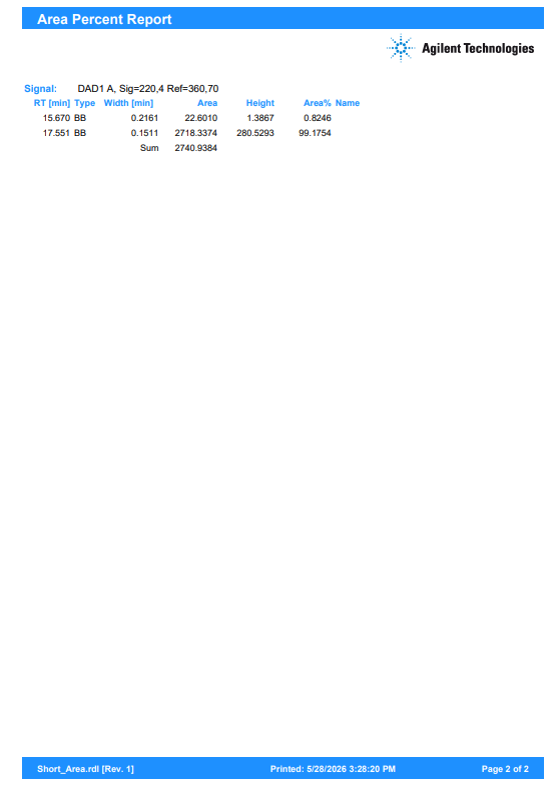 Area Percent Report
Agilent Technologies
Signal: DAD1 A, Sig=220,4 Ref=360,70
RT [min] Type Width [min] Area Height Area% Name
15.670 BB 0.2161 22.6010 1.3867 0.8246
17.551 BB 0.1511 2718.3374 280.5293 99.1754
Sum 2740.9384
Short_Area.rdl [Rev. 1] Printed: 5/28/2026 3:28:20 PM Page 2 of 2